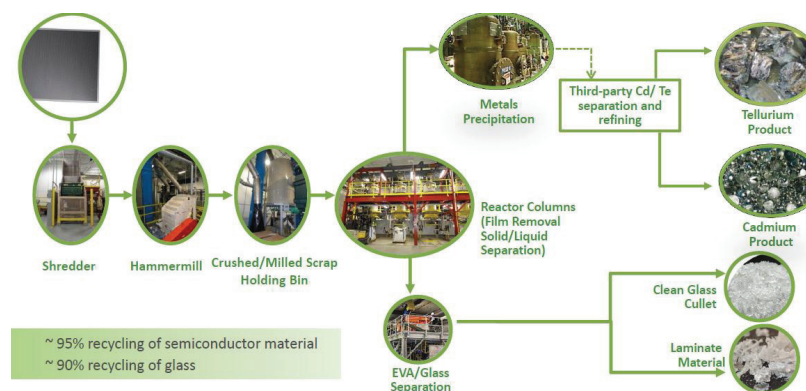 Metals
Precipitation
Third-party Cd/ Te
separation and
refining
Tellurium
Product
Shredder
Hammermill
Crushed/Milled Scrap
Holding Bin
Reactor Columns
(Film Removal
Solid/Liquid
Separation)
Cadmium
Product
Clean Glass
Cullet
~ 95% recycling of semiconductor material
~ 90% recycling of glass
EVA/Glass
Separation
Laminate
Material